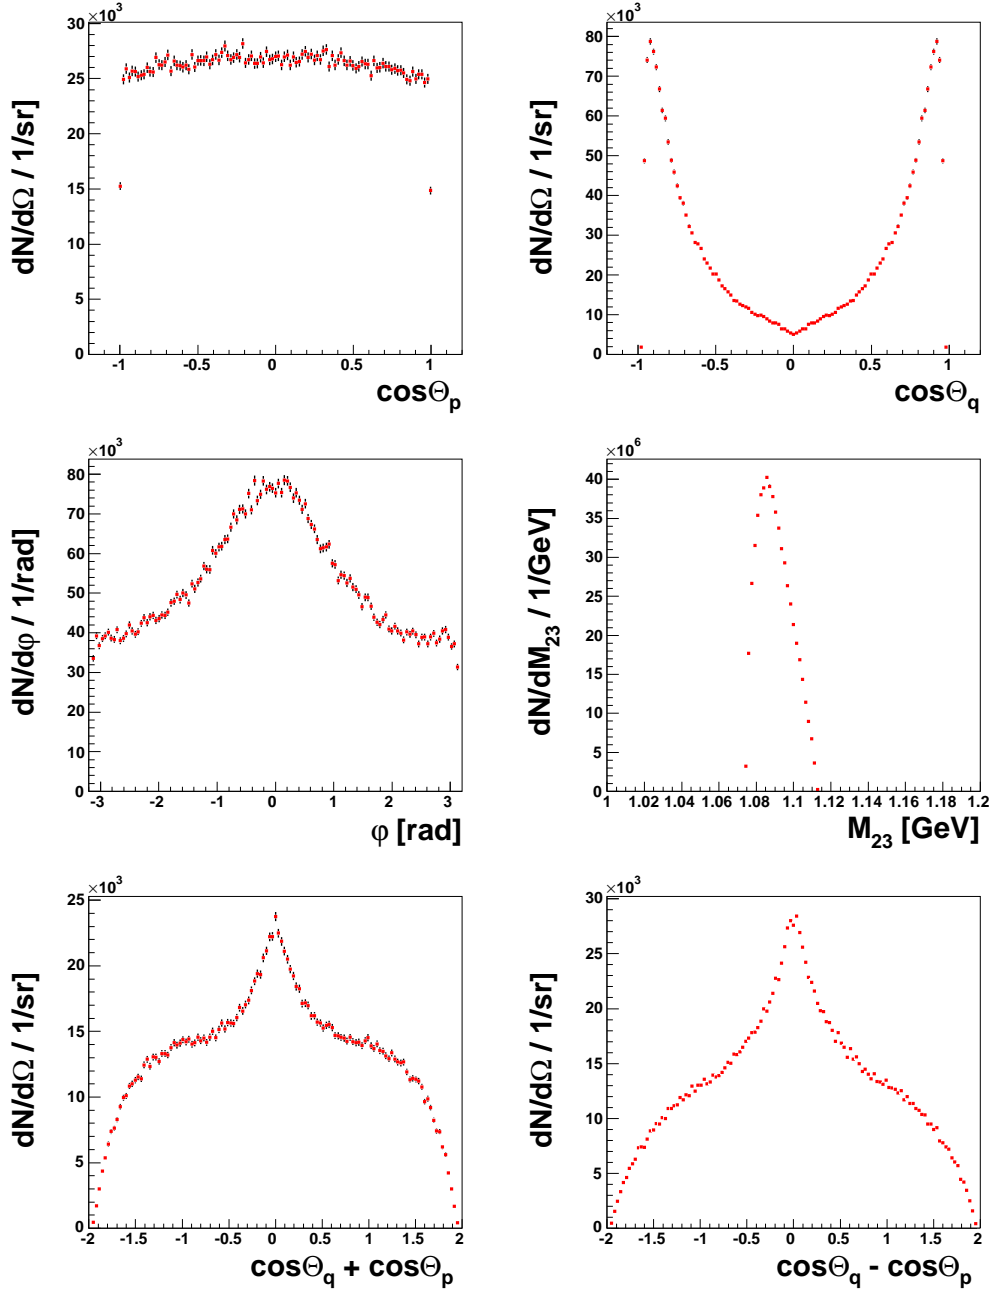 ×10³
30
25
20
15
10
5
0
-1 -0.5 0 0.5 1
dN/dΩ / 1/sr]
cosΘp
×10³
80
60
40
20
0
-1 -0.5 0 0.5 1
dN/dΩ / 1/sr]
cosΘq
×10³
80
70
60
50
40
30
20
10
0
-3 -2 -1 0 1 2 3
dN/dφ / 1/rad]
φ [rad]
×10⁶
40
35
30
25
20
15
10
5
0
1 1.02 1.04 1.06 1.08 1.1 1.12 1.14 1.16 1.18 1.2
dN/dM23 / 1/GeV]
M23 [GeV]
×10³
25
20
15
10
5
0
-2 -1.5 -1 -0.5 0 0.5 1 1.5 2
dN/dΩ / 1/sr]
cosΘq + cosΘp
×10³
30
25
20
15
10
5
0
-2 -1.5 -1 -0.5 0 0.5 1 1.5 2
dN/dΩ / 1/sr]
cosΘq - cosΘp